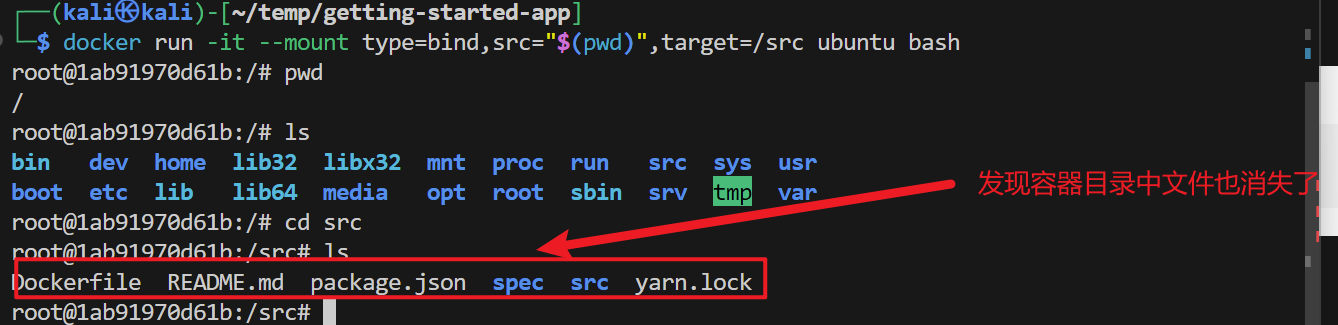 ┌──(kali㉿kali)-[~/temp/getting-started-app]
└─$ docker run -it --mount type=bind,src="$(pwd)",target=/src ubuntu bash
root@1ab91970d61b:/# pwd
/
root@1ab91970d61b:/# ls
bin dev home lib32 libx32 mnt proc run src sys usr
boot etc lib lib64 media opt root sbin srv tmp var
发现容器目录中文件也消失了
root@1ab91970d61b:/# cd src
root@1ab91970d61b:/src# ls
Dockerfile README.md package.json spec src yarn.lock
root@1ab91970d61b:/src#